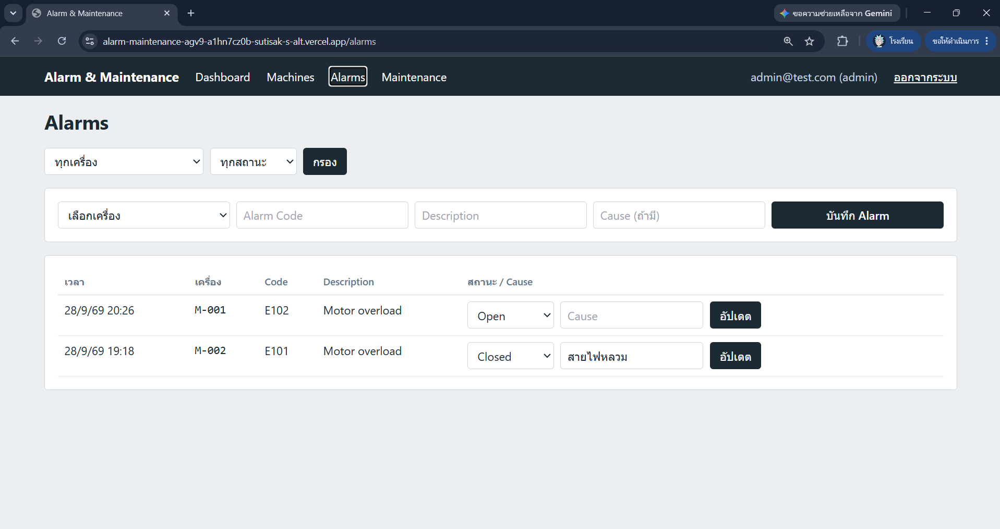 Alarm & Maintenance
ขอความช่วยเหลือจาก Gemini
alarm-maintenance-agv9-a1hn7cz0b-sutisak-s-alt.vercel.app/alarms
โรงเรียน
ขอให้ดำเนินการ
Alarm & Maintenance Dashboard Machines Alarms Maintenance admin@test.com (admin) ออกจากระบบ
Alarms
ทุกเครื่อง ทุกสถานะ กรอง
เลือกเครื่อง Alarm Code Description Cause (ถ้ามี) บันทึก Alarm
เวลา เครื่อง Code Description สถานะ / Cause
28/9/69 20:26 M-001 E102 Motor overload Open Cause อัปเดต
28/9/69 19:18 M-002 E101 Motor overload Closed สายไฟหลวม อัปเดต